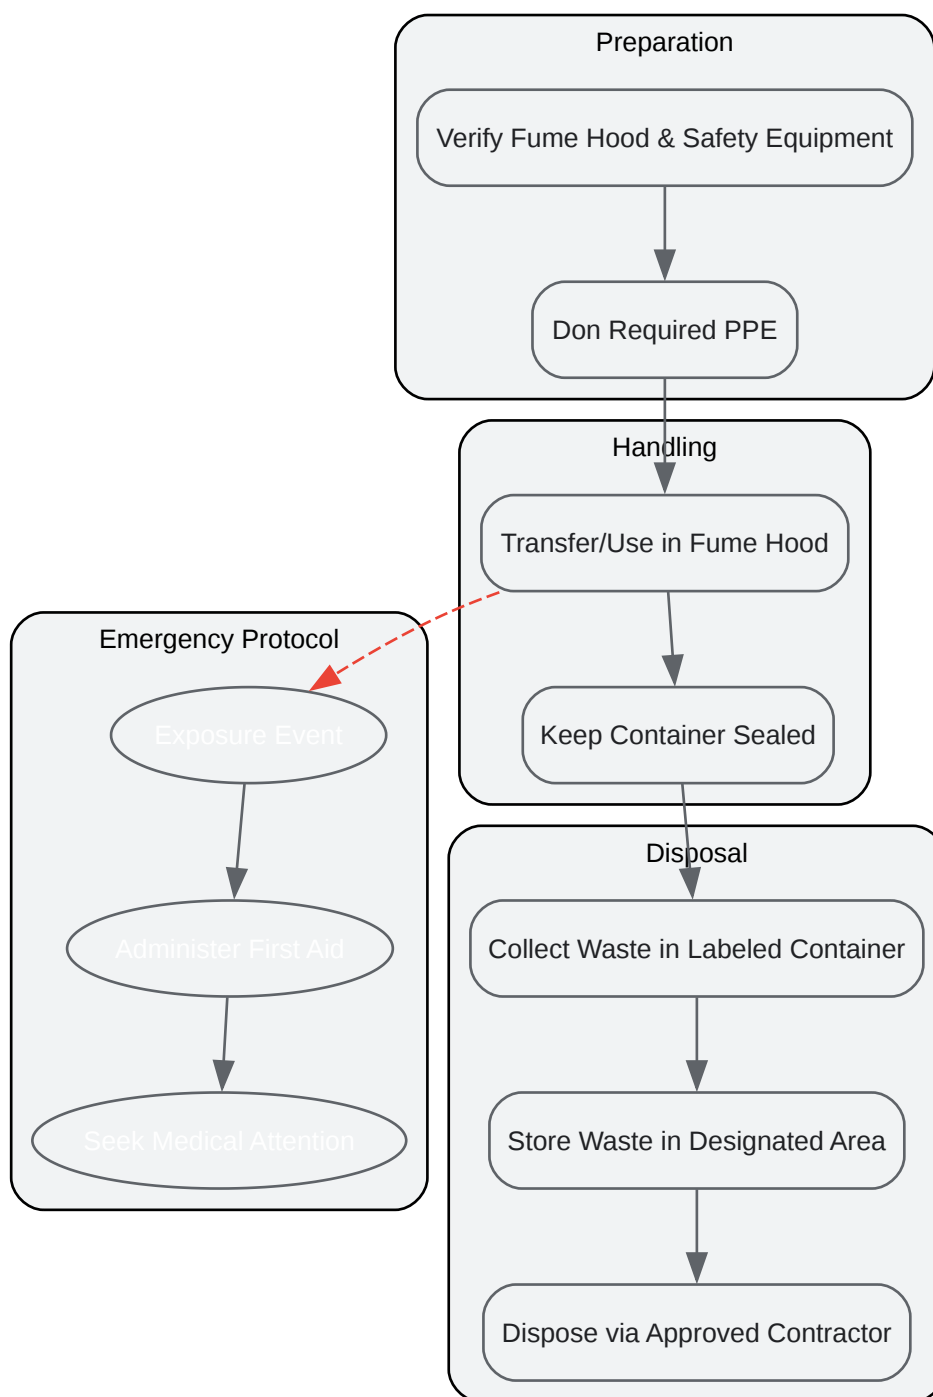 Preparation
Verify Fume Hood & Safety Equipment
Don Required PPE
Handling
Transfer/Use in Fume Hood
Keep Container Sealed
Emergency Protocol
Exposure Event
Administer First Aid
Seek Medical Attention
Disposal
Collect Waste in Labeled Container
Store Waste in Designated Area
Dispose via Approved Contractor